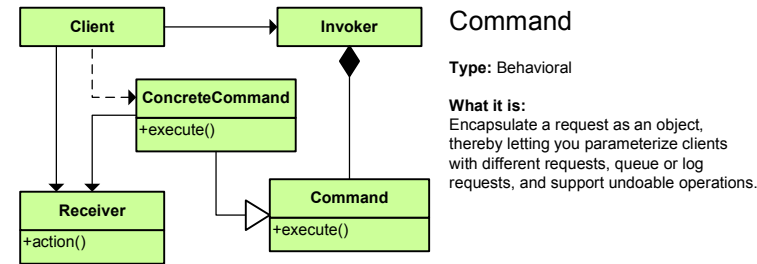 Client
Invoker
ConcreteCommand
+execute()
Receiver
+action()
Command
+execute()
Command
Type: Behavioral
What it is:
Encapsulate a request as an object,
thereby letting you parameterize clients
with different requests, queue or log
requests, and support undoable operations.